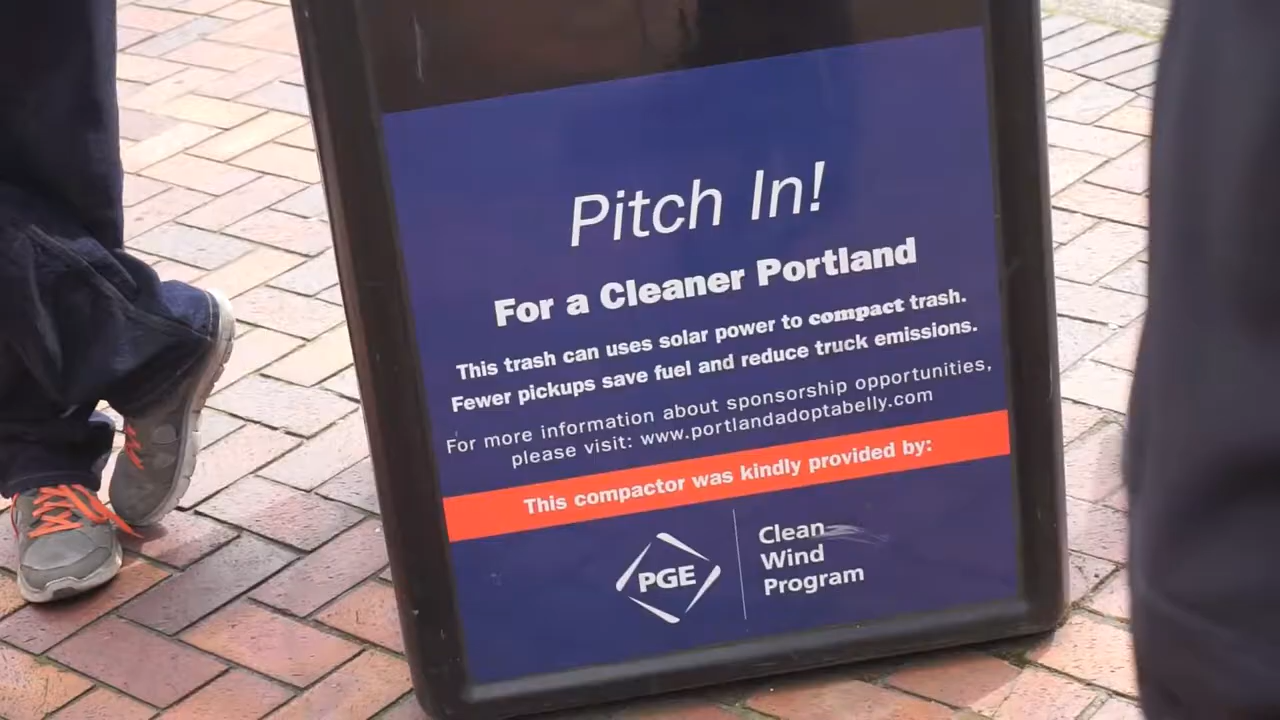 Pitch In!
For a Cleaner Portland
This trash can uses solar power to compact trash.
Fewer pickups save fuel and reduce truck emissions.
For more information about sponsorship opportunities,
please visit: www.portlandadoptabelly.com
This compactor was kindly provided by:
PGE
Clean
Wind
Program